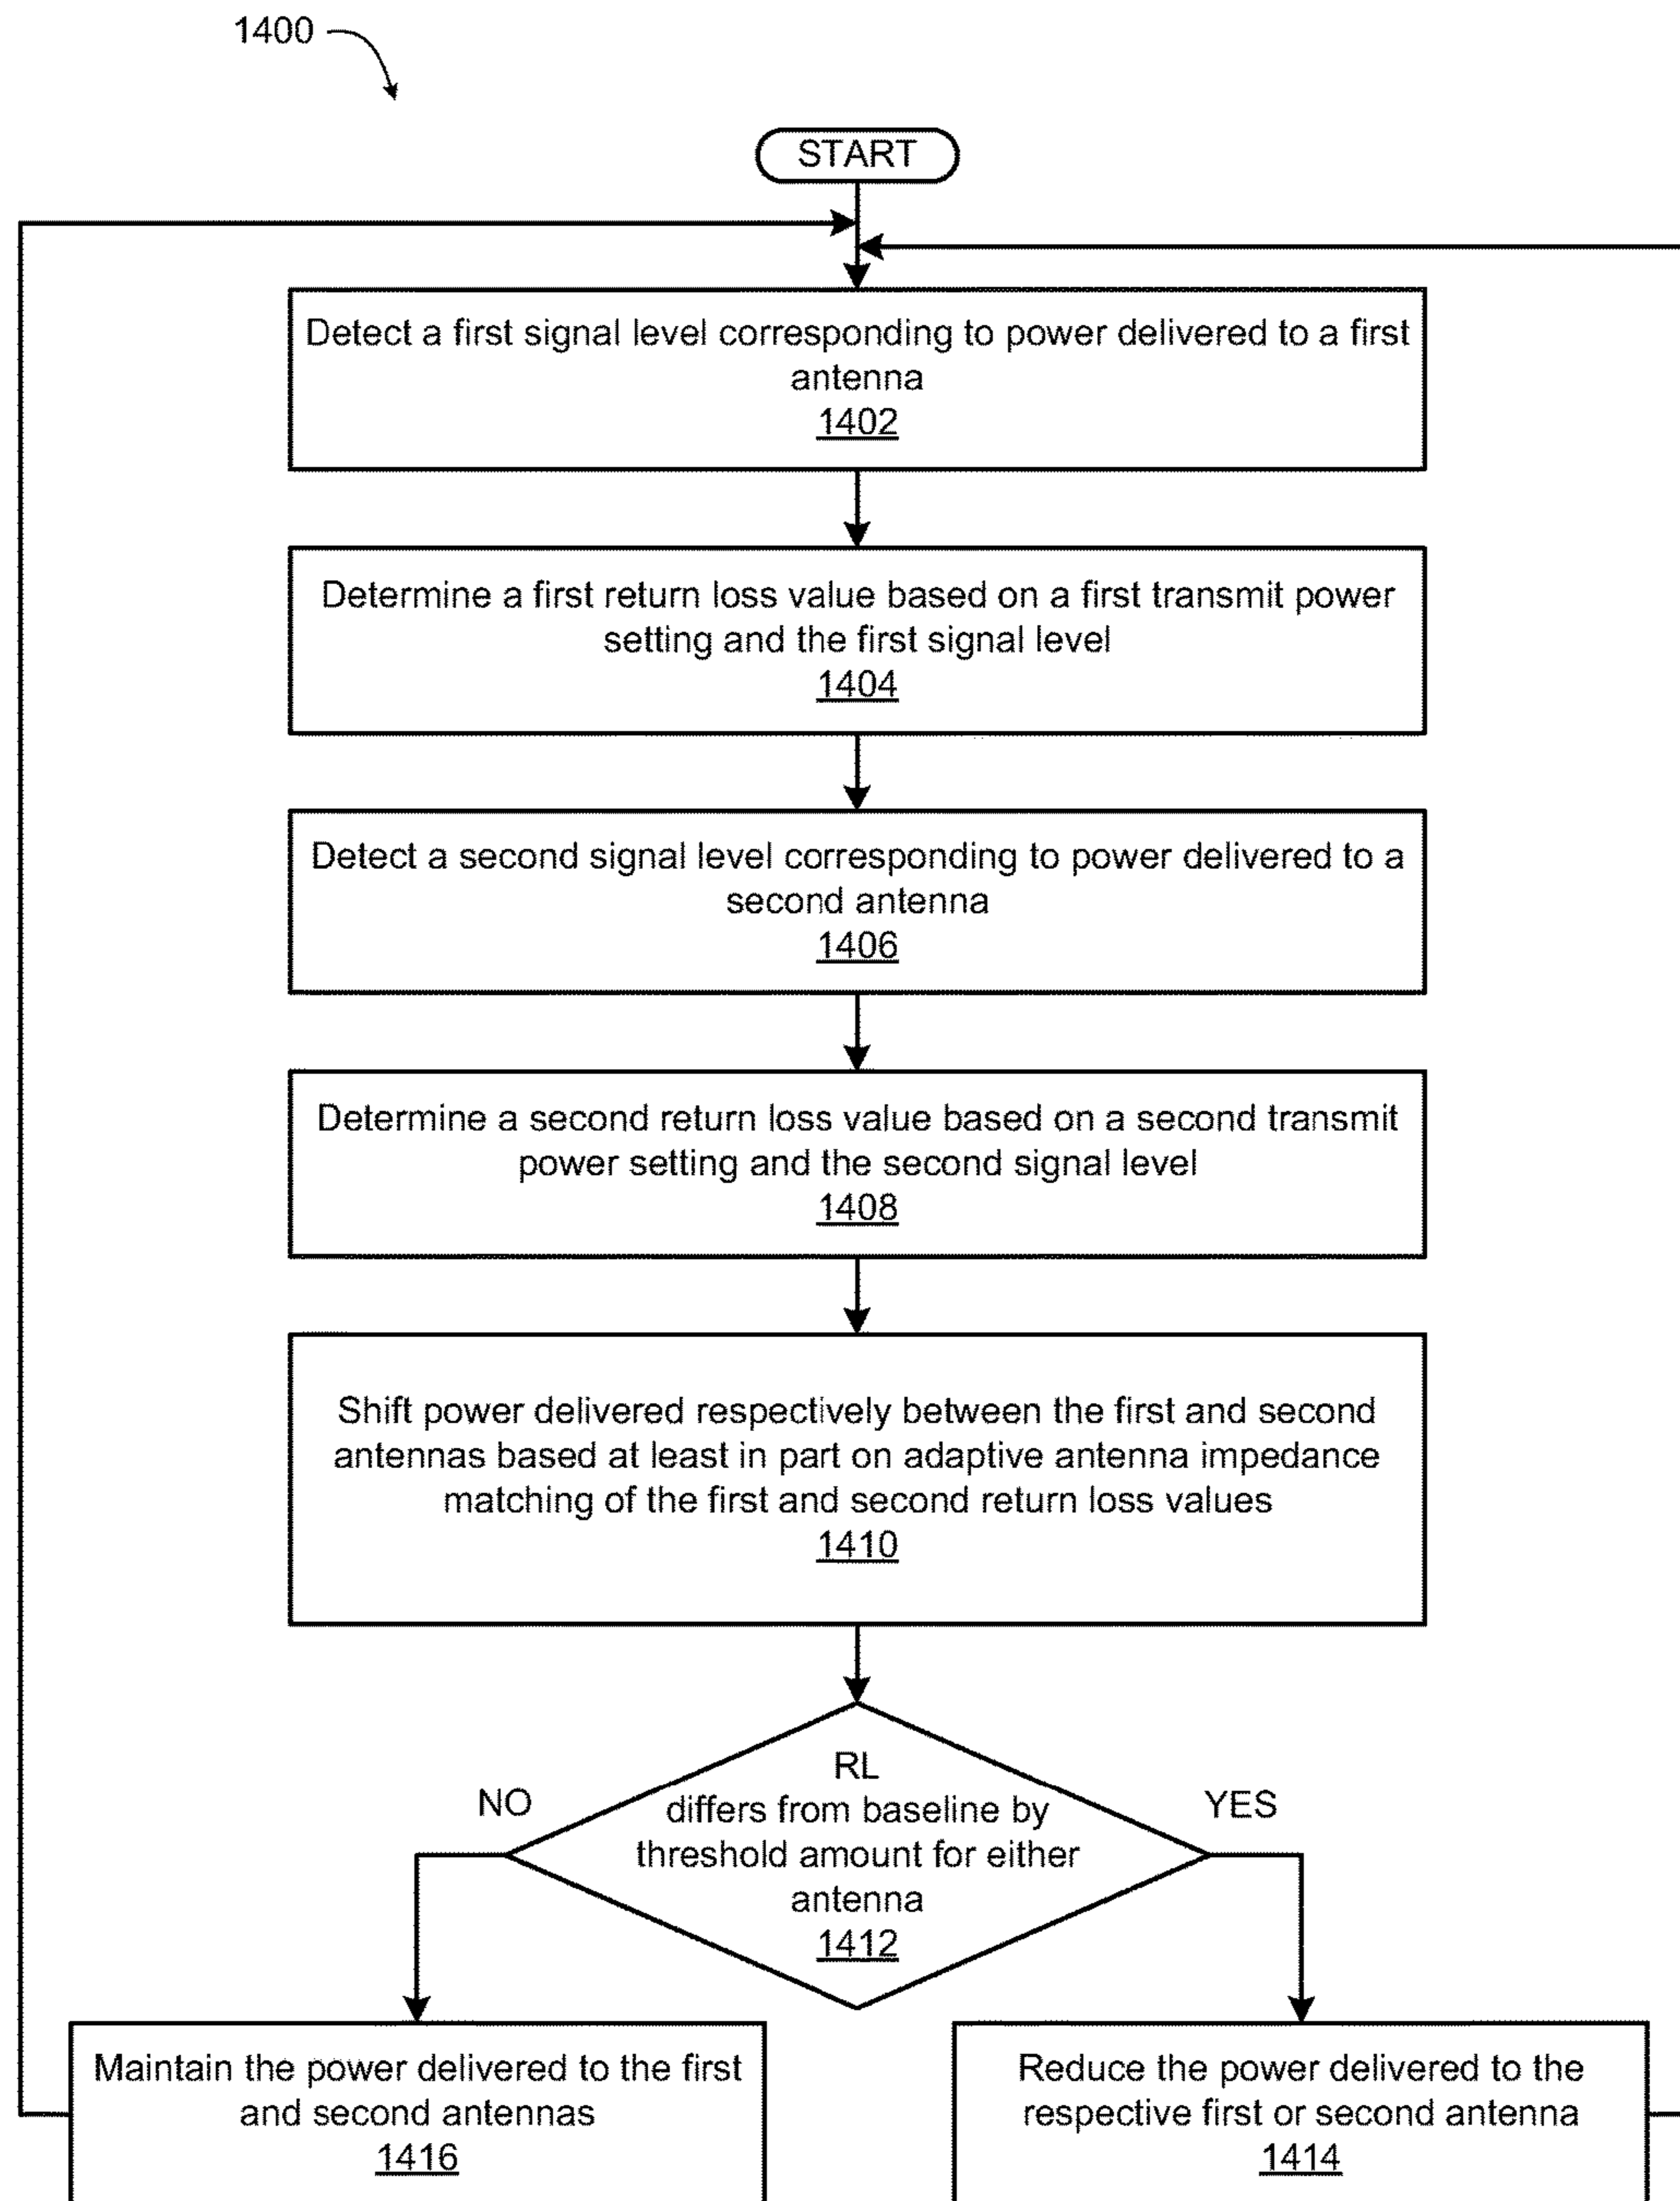 1400
START
Detect a first signal level corresponding to power delivered to a first
antenna
1402
Determine a first return loss value based on a first transmit power
setting and the first signal level
1404
Detect a second signal level corresponding to power delivered to a
second antenna
1406
Determine a second return loss value based on a second transmit
power setting and the second signal level
1408
Shift power delivered respectively between the first and second
antennas based at least in part on adaptive antenna impedance
matching of the first and second return loss values
1410
RL
differs from baseline by
threshold amount for either
antenna
1412
NO
YES
Maintain the power delivered to the first
and second antennas
1416
Reduce the power delivered to the
respective first or second antenna
1414